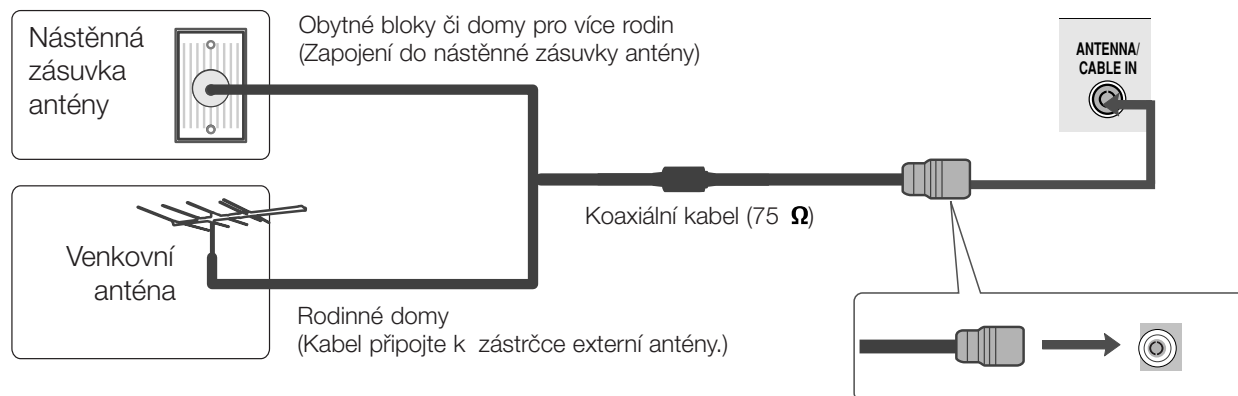 Nástěnná
zásuvka
antény
Obytné bloky či domy pro více rodin
(Zapojení do nástěnné zásuvky antény)
ANTENNA/
CABLE IN
Koaxiální kabel (75 Ω)
Venkovní
anténa
Rodinné domy
(Kabel připojte k zástrčce externí antény.)